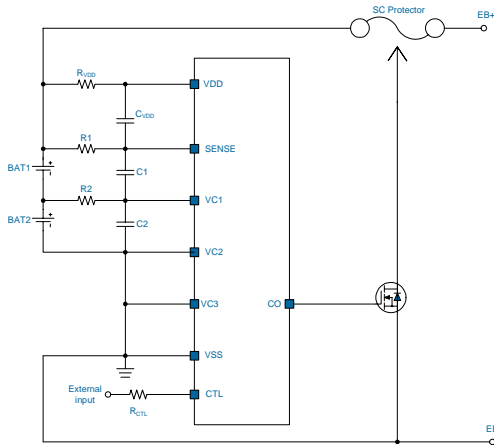 SC Protector
EB+
RVDD
VDD
CVDD
R1
SENSE
BAT1
C1
R2
VC1
BAT2
C2
VC2
VC3
CO
VSS
External
input
CTL
RCTL